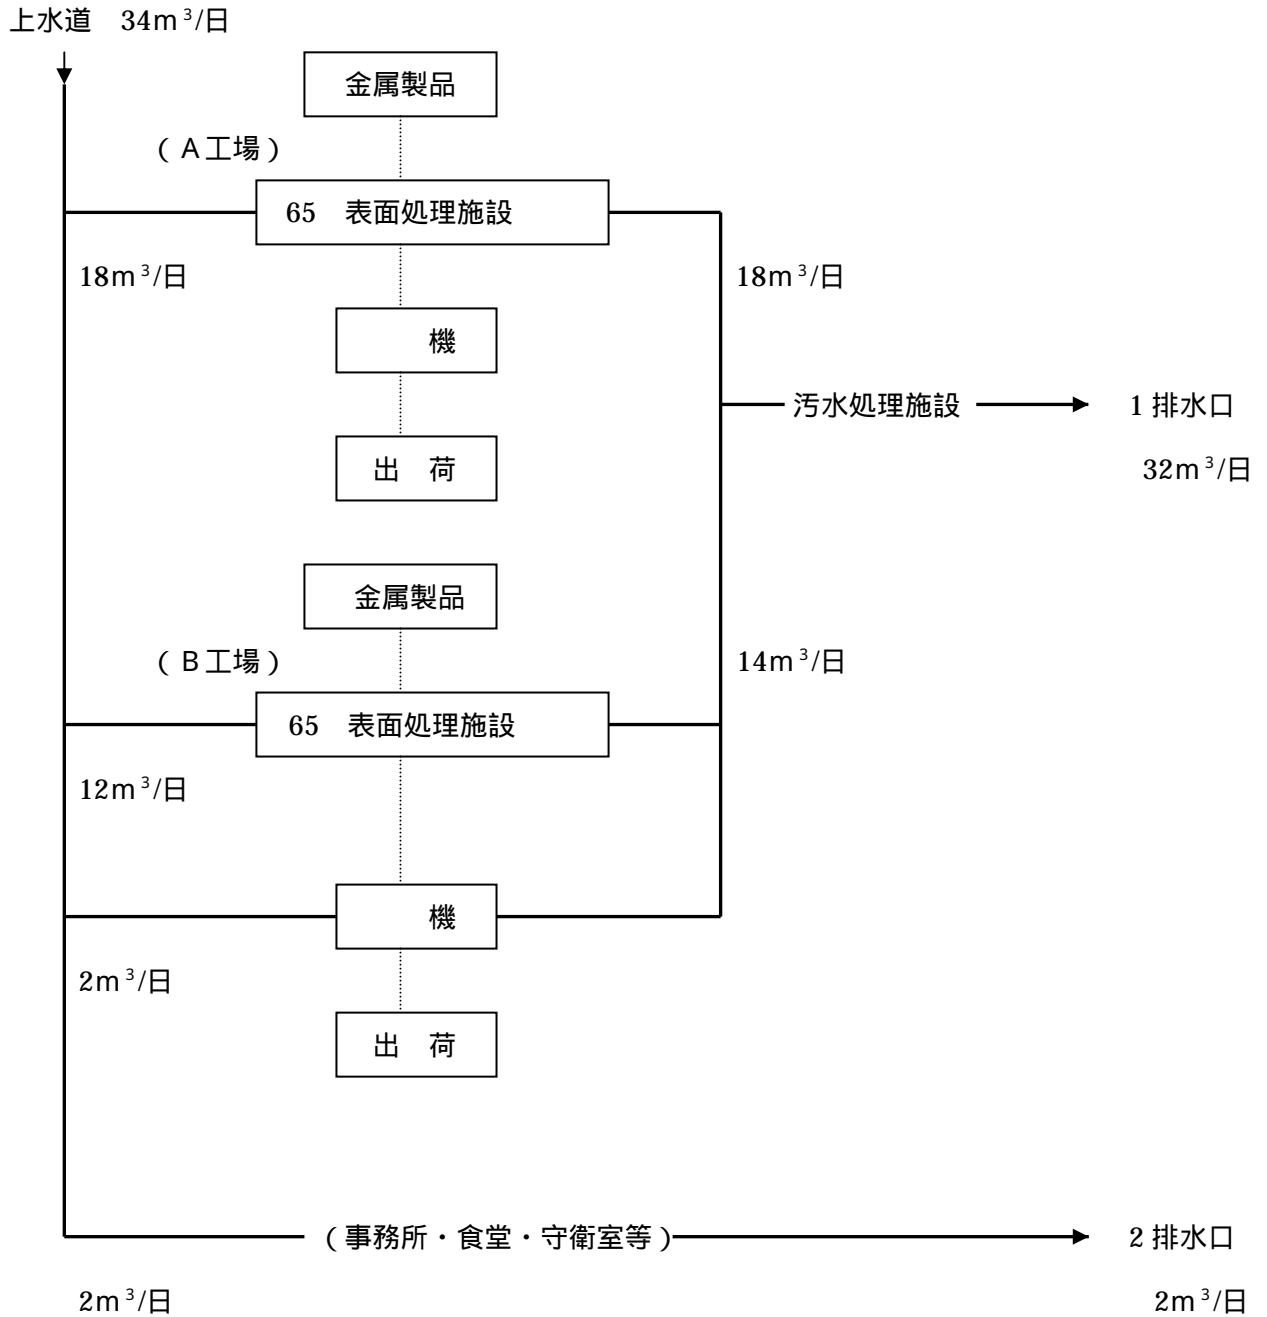 上水道 34m³/日
金属製品
(A工場)
65 表面処理施設
18m³/日
18m³/日
機
汚水処理施設
1 排水口
32m³/日
出 荷
金属製品
(B工場)
14m³/日
65 表面処理施設
12m³/日
機
2m³/日
出 荷
(事務所・食堂・守衛室等)
2 排水口
2m³/日
2m³/日